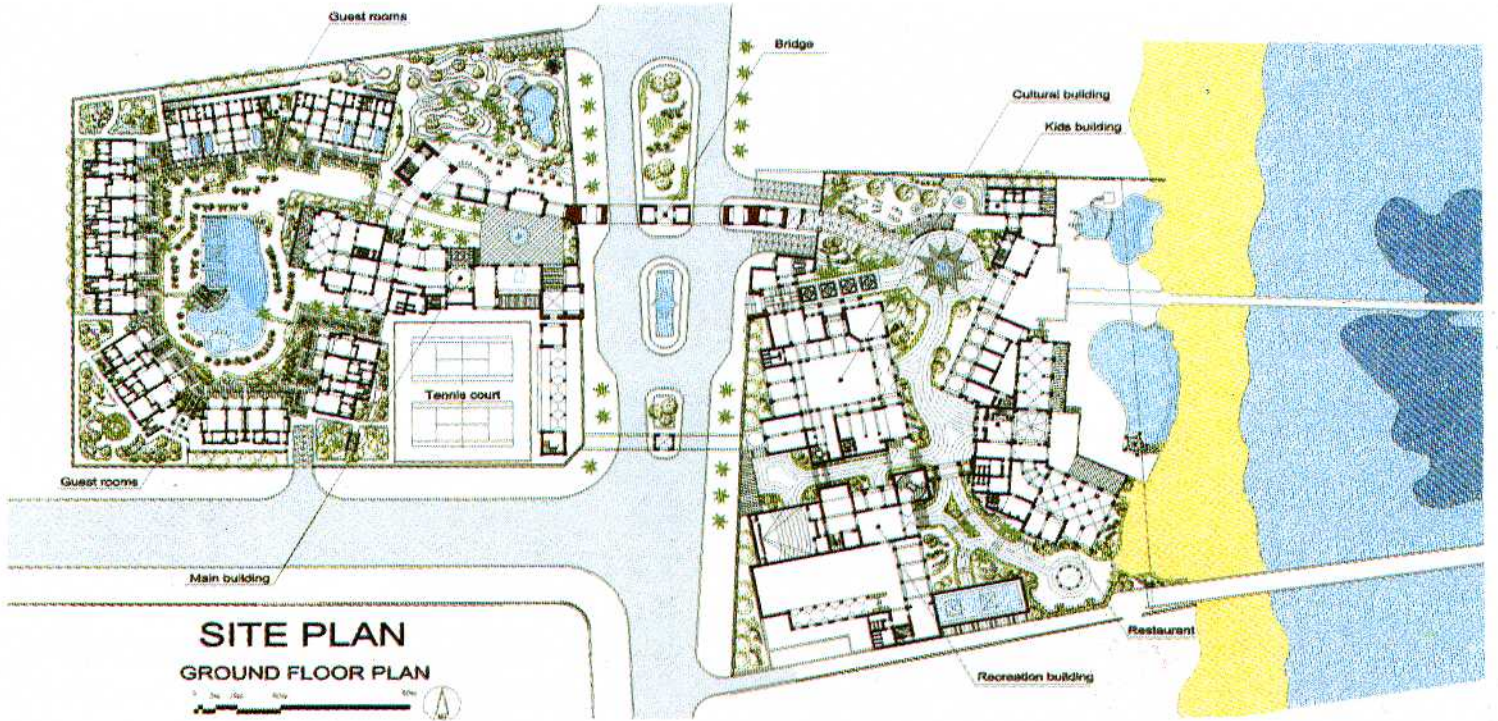 Guest rooms
Bridge
Cultural building
Kids building
Tennis court
Guest rooms
Main building
SITE PLAN
GROUND FLOOR PLAN
Restaurant
Recreation building